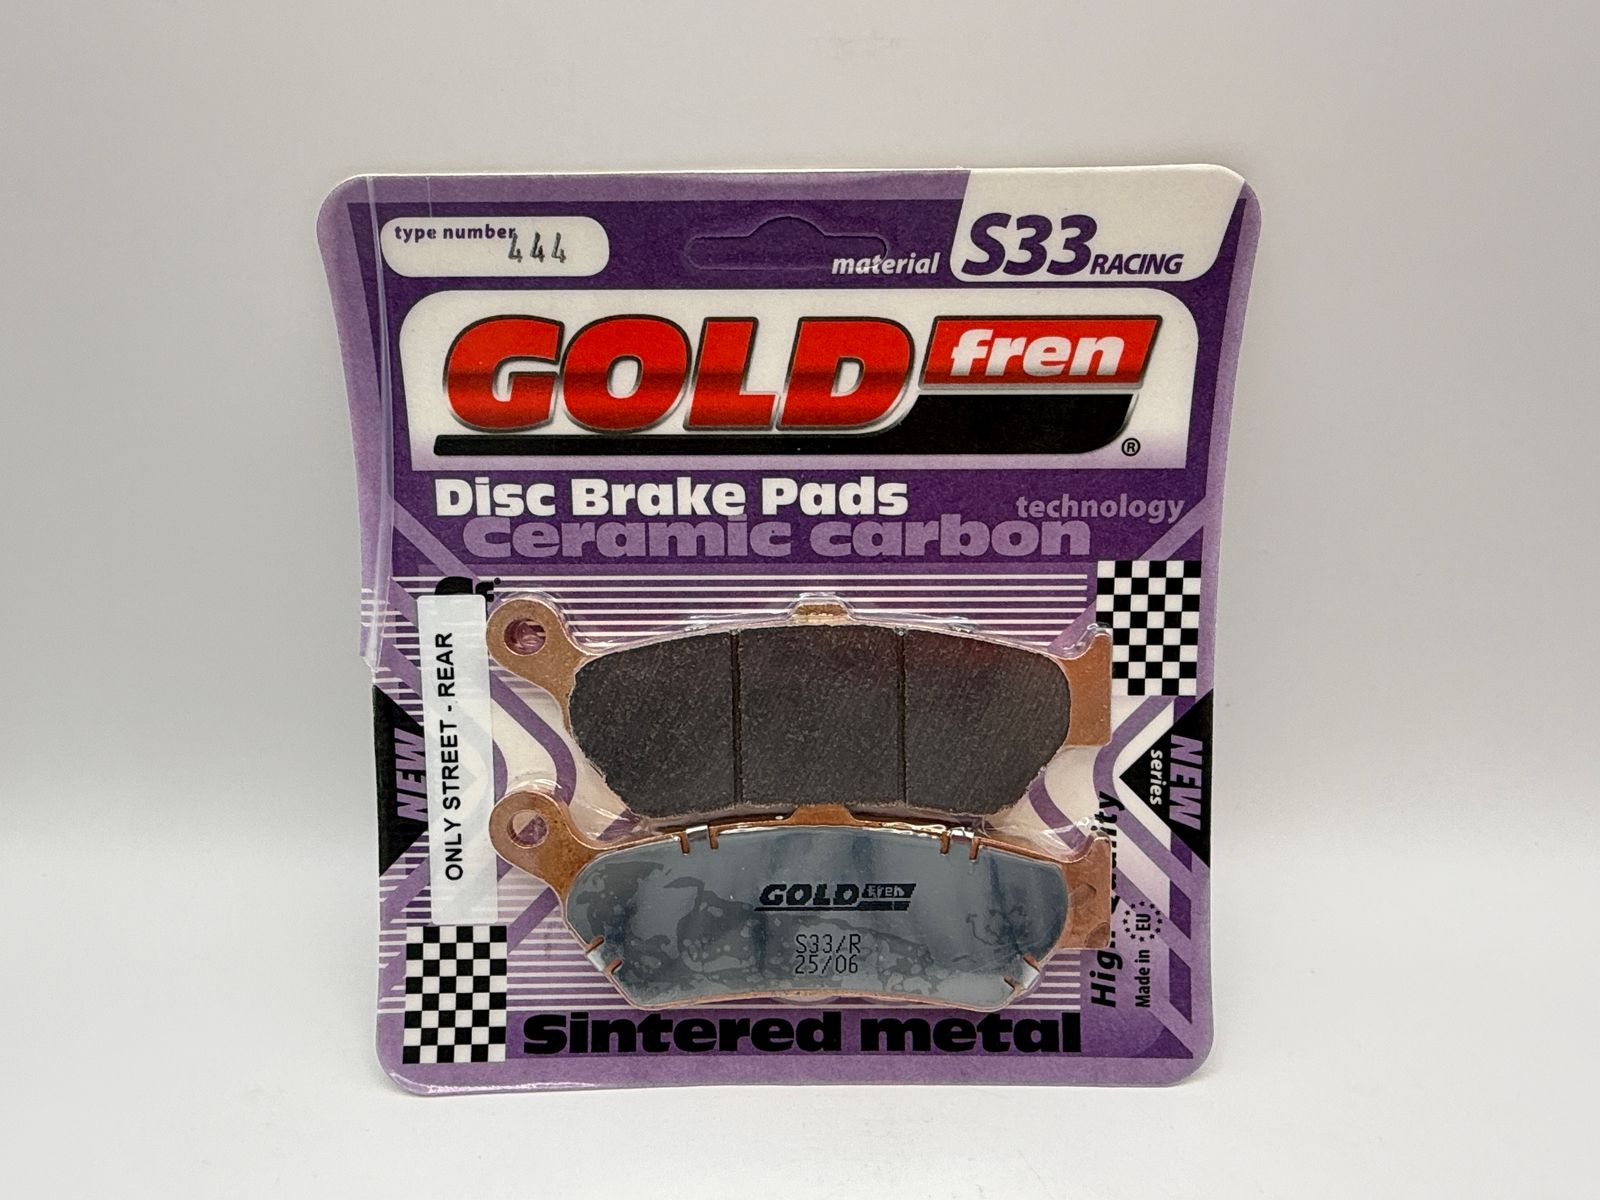 type number 444
material S33 RACING
GOLD fren
®
Disc Brake Pads
technology
Ceramic carbon
NEW
ONLY STREET - REAR
NEW
series
GOLD fren
S33/R
25/06
Made in EU
Sintered metal